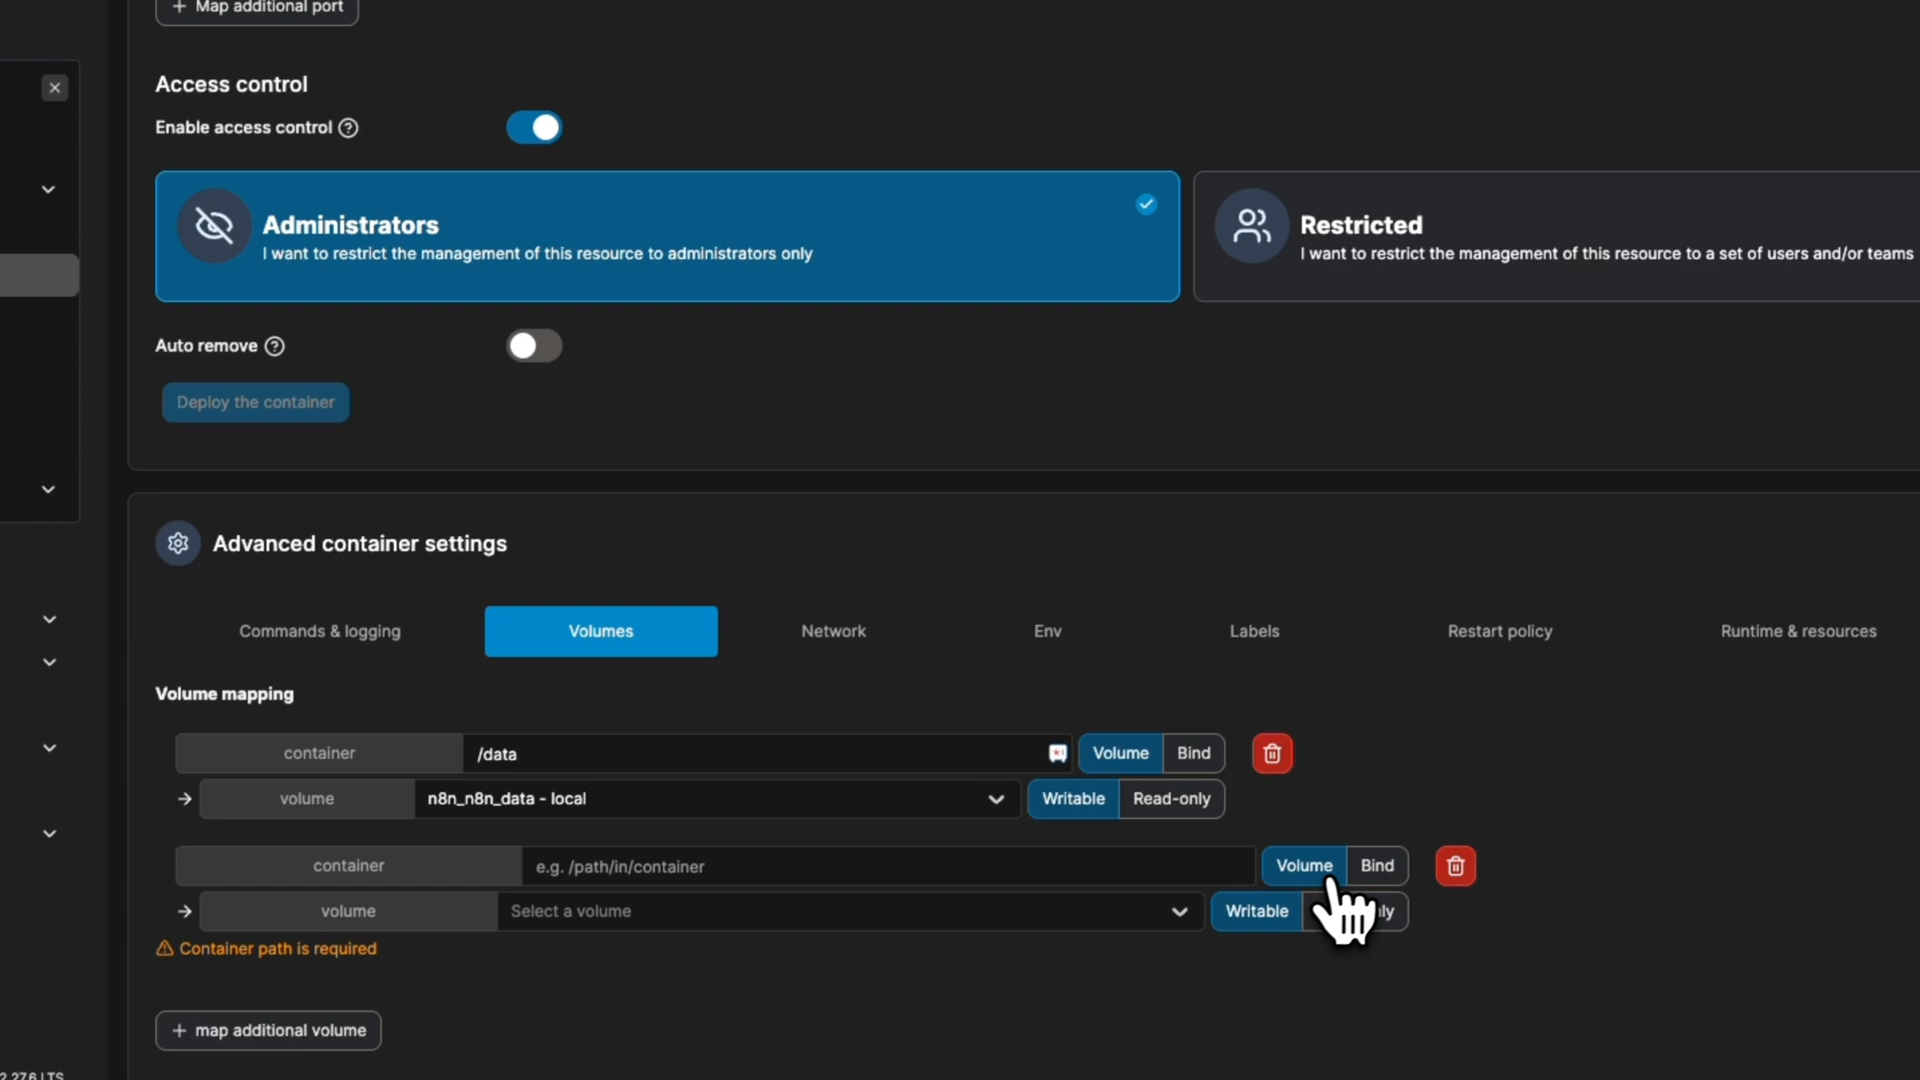 + Map additional port
Access control
Enable access control
Administrators
I want to restrict the management of this resource to administrators only
Restricted
I want to restrict the management of this resource to a set of users and/or teams
Auto remove
Deploy the container
Advanced container settings
Commands & logging Volumes Network Env Labels Restart policy Runtime & resources
Volume mapping
container /data Volume Bind
→ volume n8n_n8n_data - local Writable Read-only
container e.g. /path/in/container Volume Bind
→ volume Select a volume Writable
Container path is required
+ map additional volume